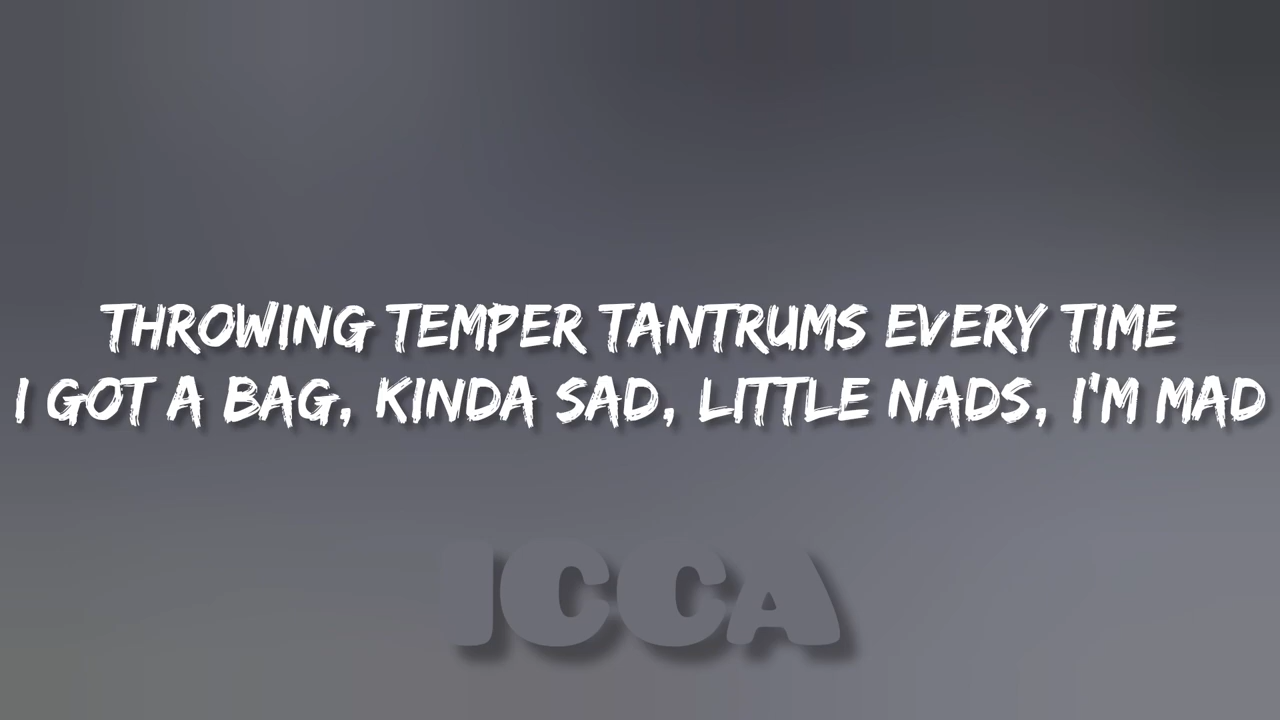 THROWING TEMPER TANTRUMS EVERY TIME
I GOT A BAG, KINDA SAD, LITTLE NADS, I'M MAD
ICCA